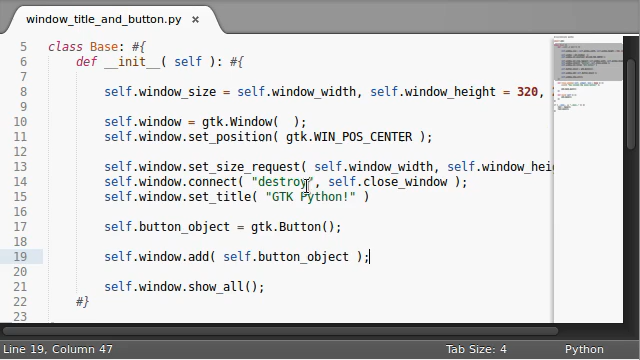 window_title_and_button.py ×
5 class Base: #{
6 def __init__( self ): #{
7
8 self.window_size = self.window_width, self.window_height = 320,
9
10 self.window = gtk.Window(  );
11 self.set_position( gtk.WIN_POS_CENTER );
12
13 self.window.set_size_request( self.window_width, self.window_hei
14 self.window.connect( "destroy", self.close_window );
15 self.window.set_title( "GTK Python!" )
16
17 self.button_object = gtk.Button();
18
19 self.window.add( self.button_object );
20
21 self.window.show_all();
22 #}
23
Line 19, Column 47 Tab Size: 4 Python